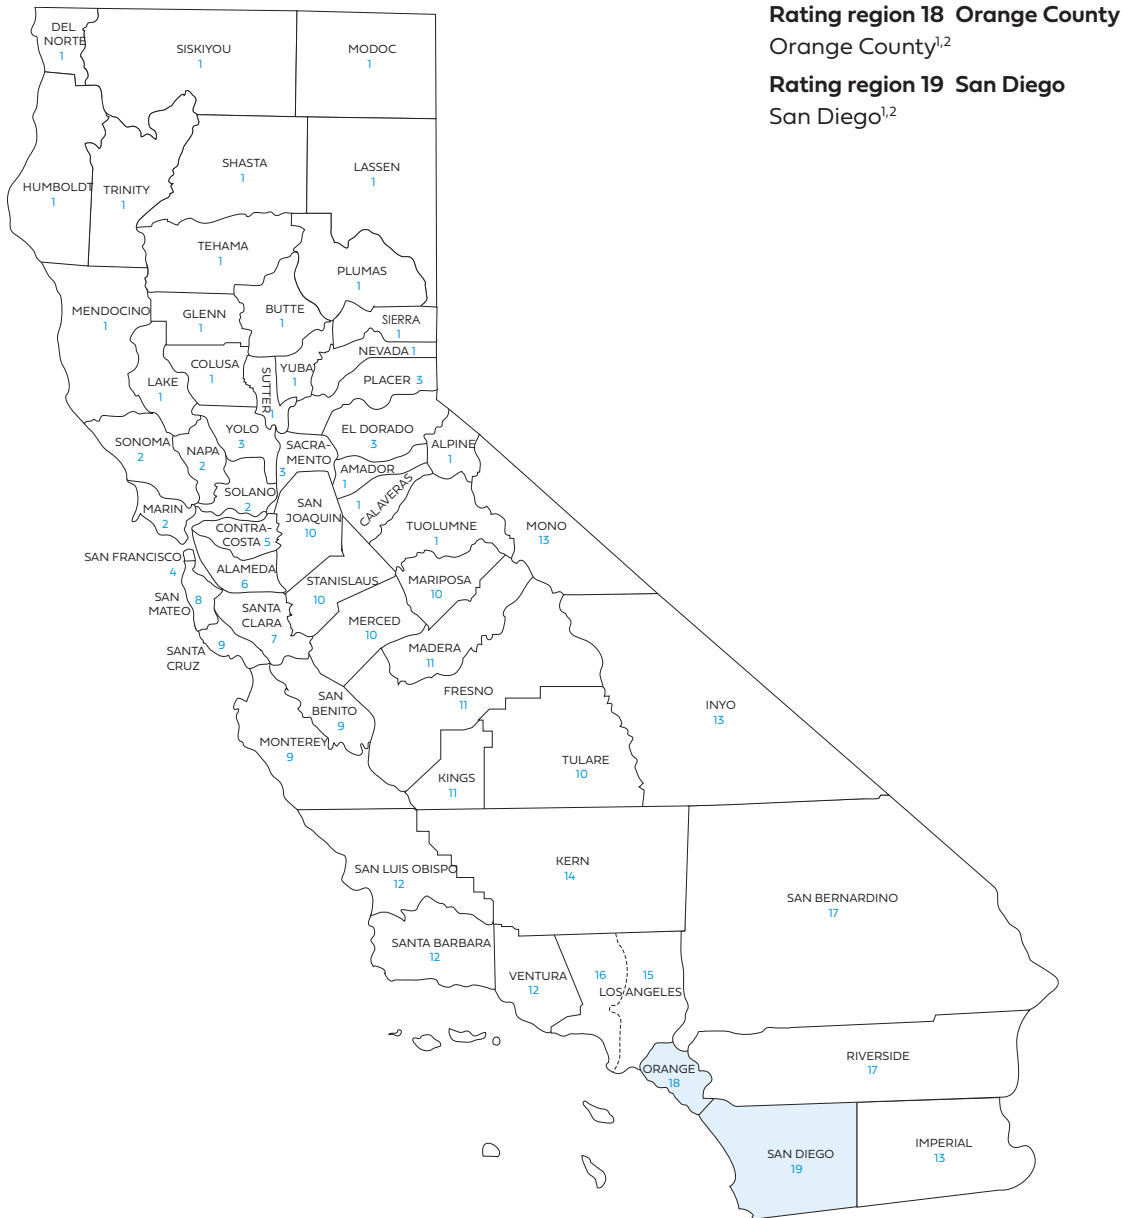 Rating region 18 Orange County
Orange County1,2
Rating region 19 San Diego
San Diego1,2
DEL
NORTE
1
SISKIYOU
1
MODOC
1
HUMBOLDT
1
TRINITY
1
SHASTA
1
LASSEN
1
TEHAMA
1
PLUMAS
1
MENDOCINO
1
GLENN
1
BUTTE
1
SIERRA
1
NEVADA 1
COLUSA
1
SUTTER
1
YUBA
1
PLACER 3
LAKE
1
SONOMA
2
NAPA
2
YOLO
3
SACRA-
MENTO
3
EL DORADO
3
ALPINE
1
AMADOR
1
CALAVERAS
1
SOLANO
2
MARIN
2
SAN
JOAQUIN
10
CONTRA-
COSTA 5
TUOLUMNE
1
MONO
13
SAN FRANCISCO
4
ALAMEDA
6
STANISLAUS
10
MARIPOSA
10
SAN
MATEO
8
SANTA
CLARA
7
MERCED
10
SANTA
CRUZ
9
MADERA
11
SAN
BENITO
9
FRESNO
11
INYO
13
MONTEREY
9
KINGS
11
TULARE
10
SAN LUIS OBISPO
12
KERN
14
SAN BERNARDINO
17
SANTA BARBARA
12
VENTURA
12
16
15
LOS ANGELES
ORANGE
18
RIVERSIDE
17
SAN DIEGO
19
IMPERIAL
13